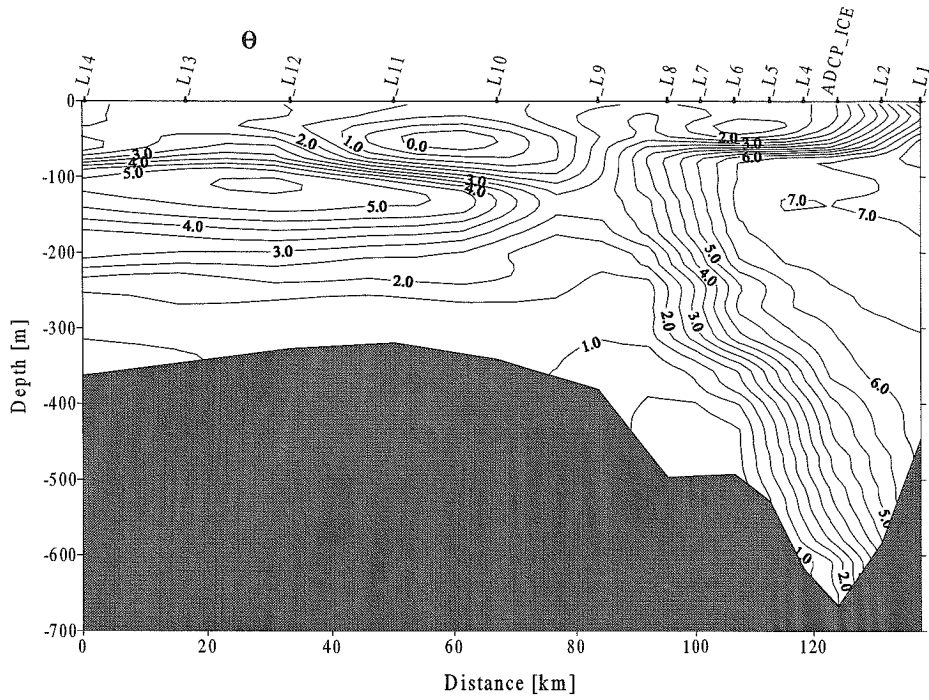 Θ
L14 L13 L12 L11 L10 L9 L8 L7 L6 L5 L4 ADCP_ICE L2 L1
0
-100
-200
-300
-400
-500
-600
-700
Depth [m]
3.0 2.0 1.0 0.0 2.0 3.0
4.0 6.0
5.0 3.0
4.0
5.0 7.0 7.0
4.0
3.0 5.0
2.0 4.0
2.0 3.0
1.0
6.0
5.0
1.0 2.0
0 20 40 60 80 100 120
Distance [km]